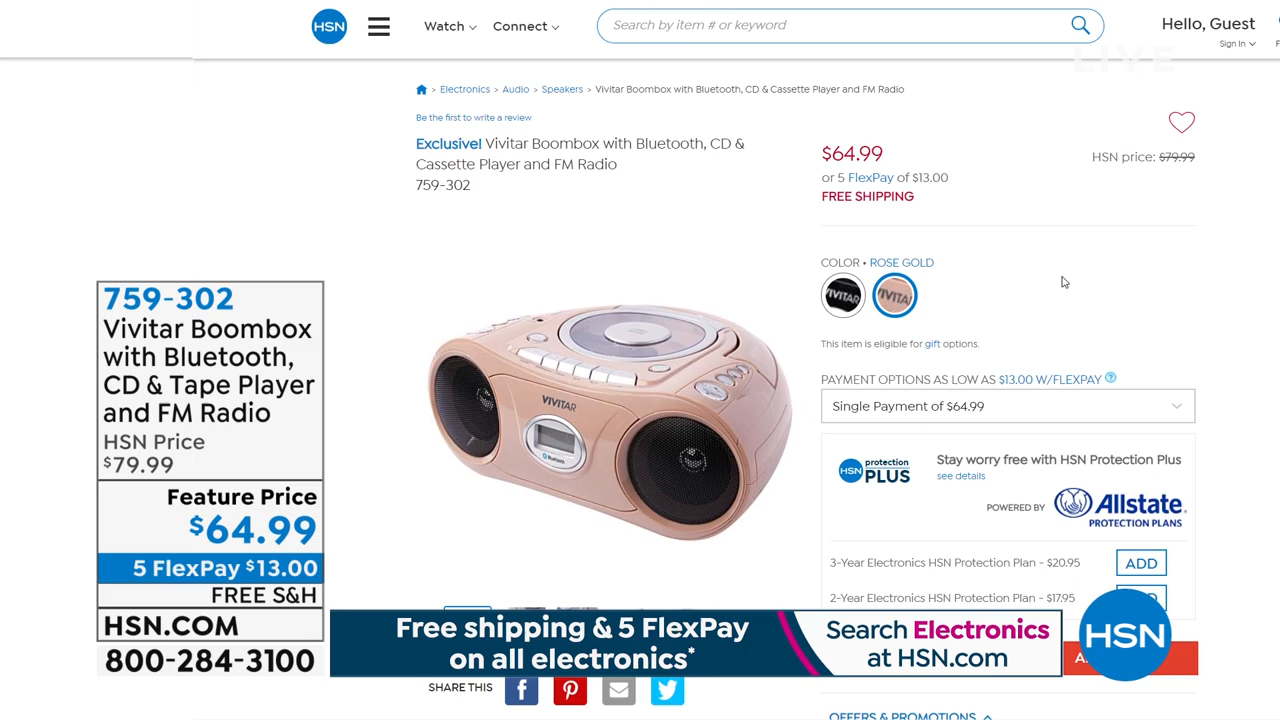 HSN
Watch
Connect
Search by item # or keyword
Hello, Guest
Sign In
F
LIVE
> Electronics > Audio > Speakers > Vivitar Boombox with Bluetooth, CD & Cassette Player and FM Radio
Be the first to write a review
Exclusive! Vivitar Boombox with Bluetooth, CD &
Cassette Player and FM Radio
759-302
$64.99
HSN price: $79.99
or 5 FlexPay of $13.00
FREE SHIPPING
COLOR • ROSE GOLD
VIVITAR
VIVITAR
This item is eligible for gift options.
PAYMENT OPTIONS AS LOW AS $13.00 W/FLEXPAY ?
Single Payment of $64.99
HSN protection PLUS
Stay worry free with HSN Protection Plus
see details
POWERED BY Allstate.
PROTECTION PLANS
3-Year Electronics HSN Protection Plan - $20.95
ADD
2-Year Electronics HSN Protection Plan - $17.95
VIVITAR
Bluetooth
759-302
Vivitar Boombox
with Bluetooth,
CD & Tape Player
and FM Radio
HSN Price
$79.99
Feature Price
$64.99
5 FlexPay $13.00
FREE S&H
HSN.COM
800-284-3100
Free shipping & 5 FlexPay
on all electronics*
Search Electronics
at HSN.com
HSN
SHARE THIS
OFFERS & PROMOTIONS